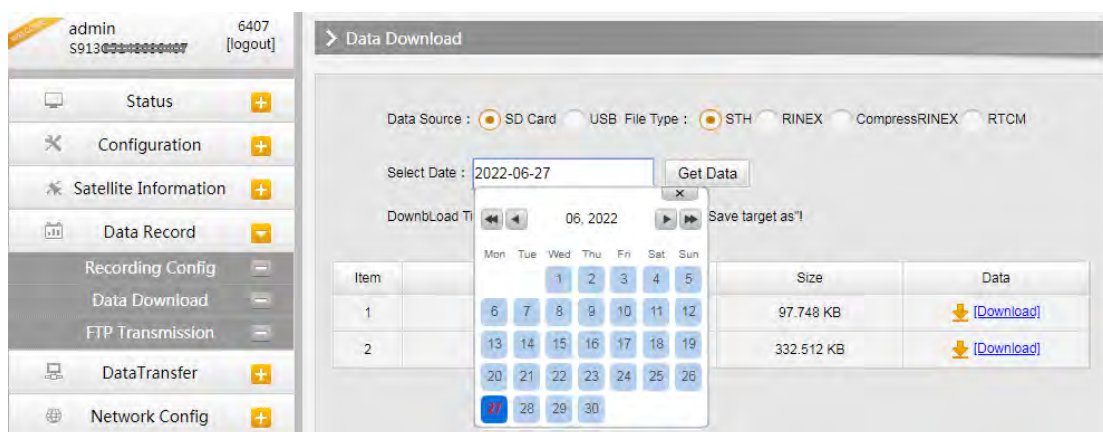 admin 6407
[logout]
Data Download
Status
Configuration
Satellite Information
Data Record
Recording Config
Data Download
FTP Transmission
DataTransfer
Network Config
Data Source : SD Card USB File Type : STH RINEX CompressRINEX RTCM
Select Date : 2022-06-27 Get Data
×
DownbLoad Save target as"!
06, 2022
Mon Tue Wed Thu Fri Sat Sun
1 2 3 4 5
6 7 8 9 10 11 12
13 14 15 16 17 18 19
20 21 22 23 24 25 26
27 28 29 30
Item Size Data
1 97.748 KB [Download]
2 332.512 KB [Download]